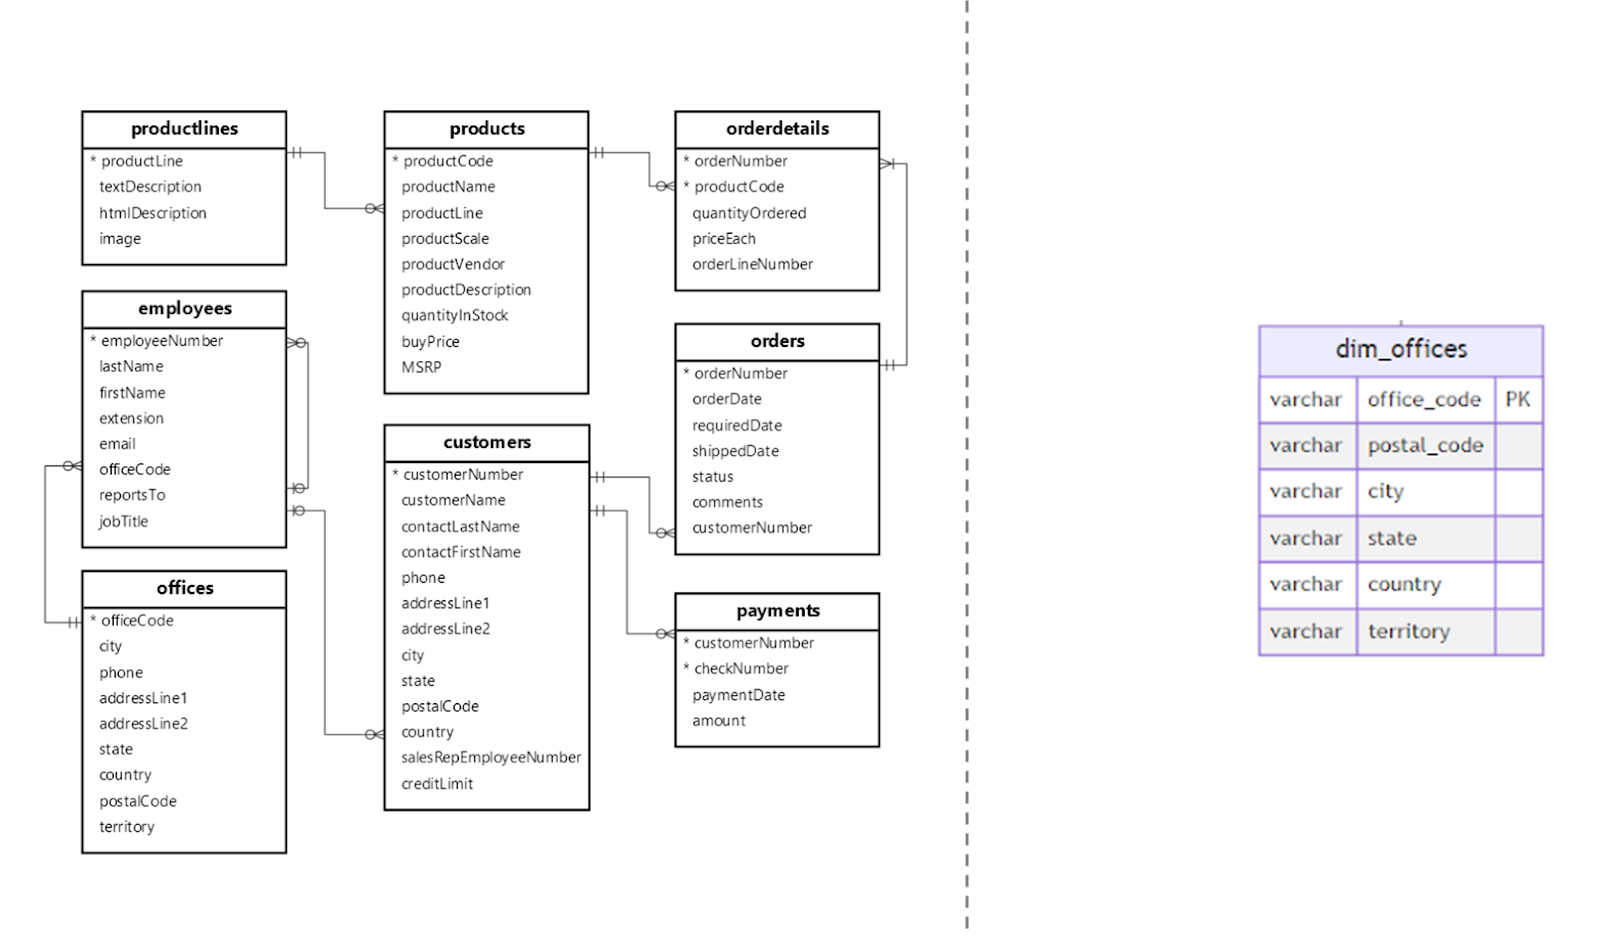 productlines
* productLine
textDescription
htmlDescription
image
employees
* employeeNumber
lastName
firstName
extension
email
officeCode
reportsTo
jobTitle
offices
* officeCode
city
phone
addressLine1
addressLine2
state
country
postalCode
territory
products
* productCode
productName
productLine
productScale
productVendor
productDescription
quantityInStock
buyPrice
MSRP
customers
* customerNumber
customerName
contactLastName
contactFirstName
phone
addressLine1
addressLine2
city
state
postalCode
country
salesRepEmployeeNumber
creditLimit
orderdetails
* orderNumber
* productCode
quantityOrdered
priceEach
orderLineNumber
orders
* orderNumber
orderDate
requiredDate
shippedDate
status
comments
customerNumber
payments
* customerNumber
* checkNumber
paymentDate
amount
dim_offices
varchar office_code PK
varchar postal_code
varchar city
varchar state
varchar country
varchar territory